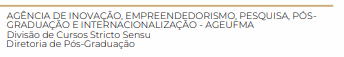 AGÊNCIA DE INOVAÇÃO, EMPREENDEDORISMO, PESQUISA, PÓS-
GRADUAÇÃO E INTERNACIONALIZAÇÃO - AGEUFMA
Divisão de Cursos Stricto Sensu
Diretoria de Pós-Graduação